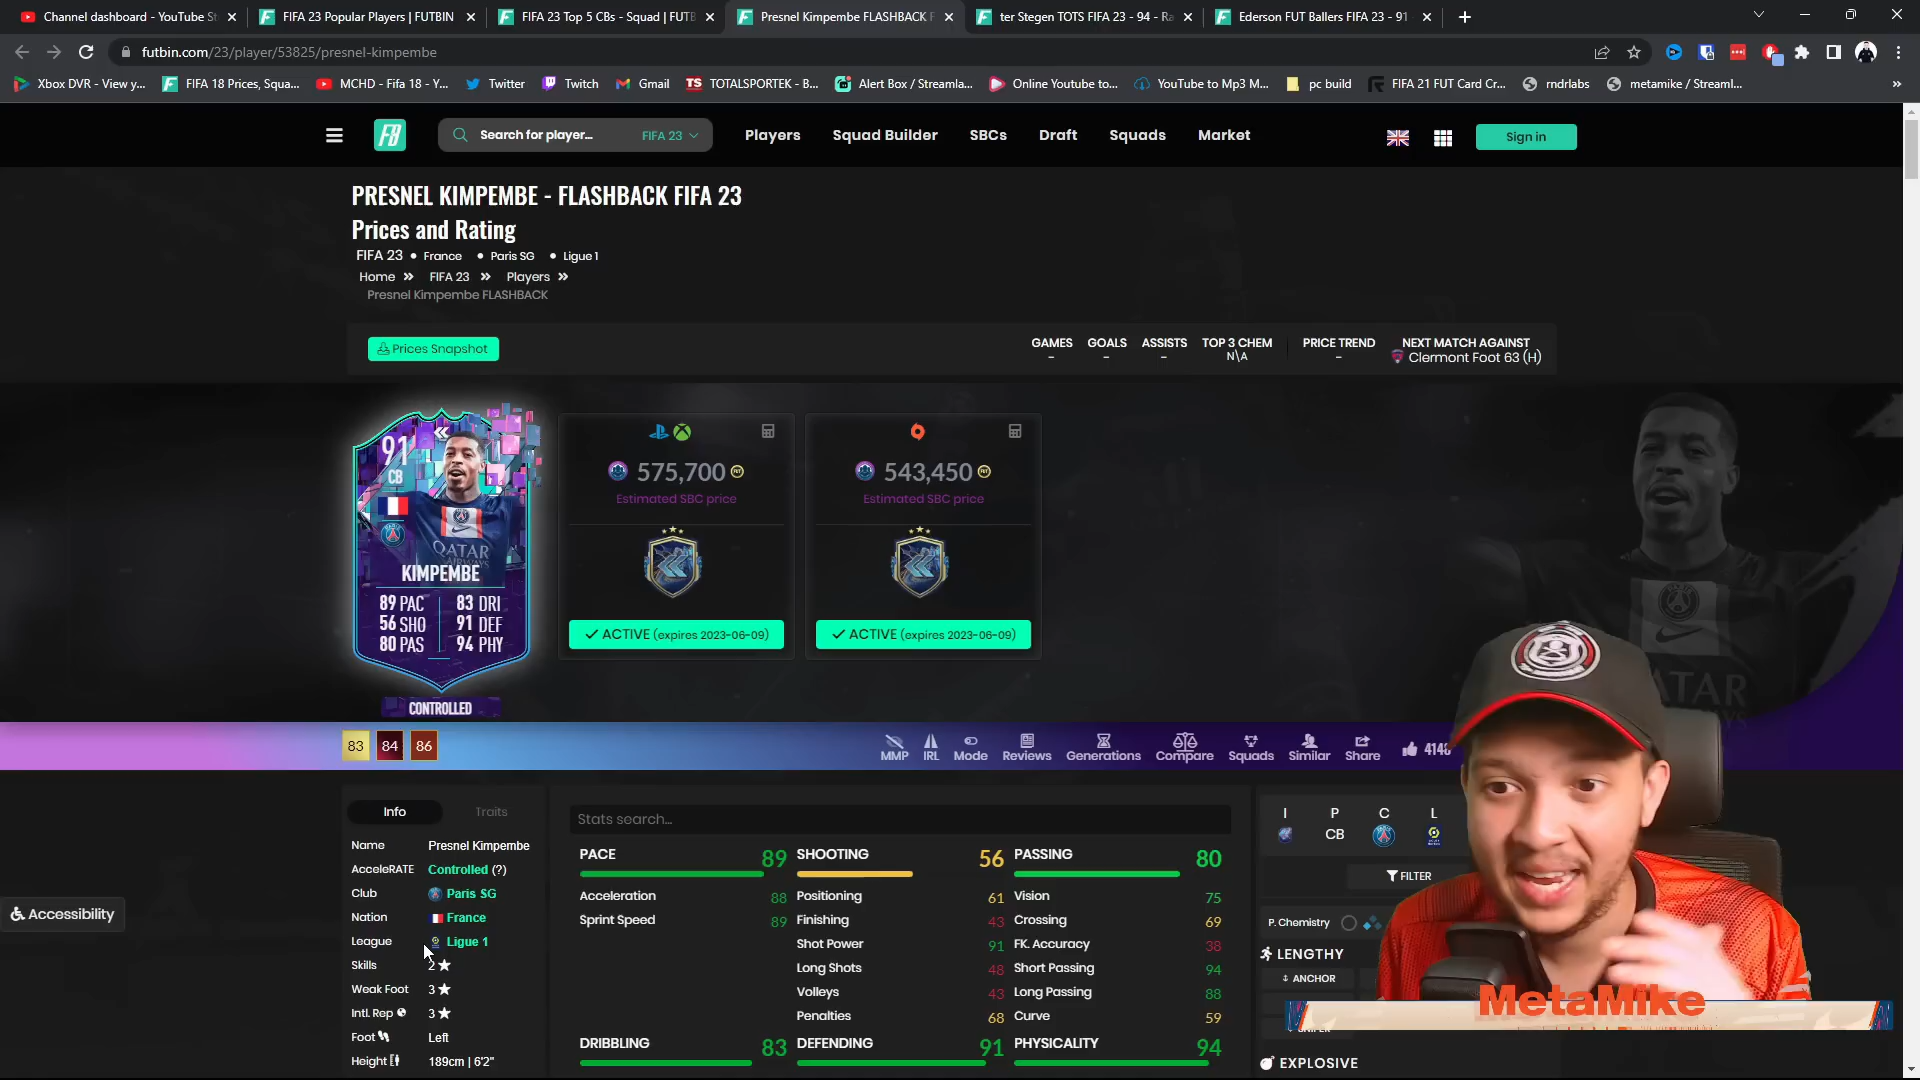 Channel dashboard - YouTube St
FIFA 23 Popular Players | FUTBIN
FIFA 23 Top 5 CBs - Squad | FUTB
Presnel Kimpembe FLASHBACK F
ter Stegen TOTS FIFA 23 - 94 - Ra
Ederson FUT Ballers FIFA 23 - 91
futbin.com/23/player/53825/presnel-kimpembe
Xbox DVR - View y...
FIFA 18 Prices, Squa...
MCHD - Fifa 18 - Y...
Twitter
Twitch
Gmail
TS TOTALSPORTEK - B...
Alert Box / Streamla...
Online Youtube to...
YouTube to Mp3 M...
pc build
FIFA 21 FUT Card Cr...
rndrlabs
metamike / Streaml...
Search for player...
FIFA 23
Players
Squad Builder
SBCs
Draft
Squads
Market
Sign in
PRESNEL KIMPEMBE - FLASHBACK FIFA 23
Prices and Rating
FIFA 23 • France • Paris SG • Ligue 1
Home » FIFA 23 » Players »
Presnel Kimpembe FLASHBACK
Prices Snapshot
GAMES
-
GOALS
-
ASSISTS
-
TOP 3 CHEM
N\A
PRICE TREND
-
NEXT MATCH AGAINST
Clermont Foot 63 (H)
91
CB
QATAR
AIRWAYS
KIMPEMBE
89 PAC 83 DRI
56 SHO 91 DEF
80 PAS 94 PHY
CONTROLLED
575,700
Estimated SBC price
ACTIVE (expires 2023-06-09)
543,450
Estimated SBC price
ACTIVE (expires 2023-06-09)
ATAR
83 84 86
MMP
IRL
Mode
Reviews
Generations
Compare
Squads
Similar
Share
4148
Info
Traits
Name Presnel Kimpembe
AcceleRATE Controlled (?)
Club Paris SG
Nation France
League Ligue 1
Skills 2
Weak Foot 3
Intl. Rep 3
Foot Left
Height 189cm | 6'2"
Stats search...
PACE 89
Acceleration 88
Sprint Speed 89
SHOOTING 56
Positioning 61
Finishing 43
Shot Power 91
Long Shots 48
Volleys 43
Penalties 68
PASSING 80
Vision 75
Crossing 69
FK. Accuracy 38
Short Passing 94
Long Passing 88
Curve 59
DRIBBLING 83
DEFENDING 91
PHYSICALITY 94
I P C L
CB
FILTER
P. Chemistry
LENGTHY
ANCHOR
EXPLOSIVE
Accessibility
MetaMike